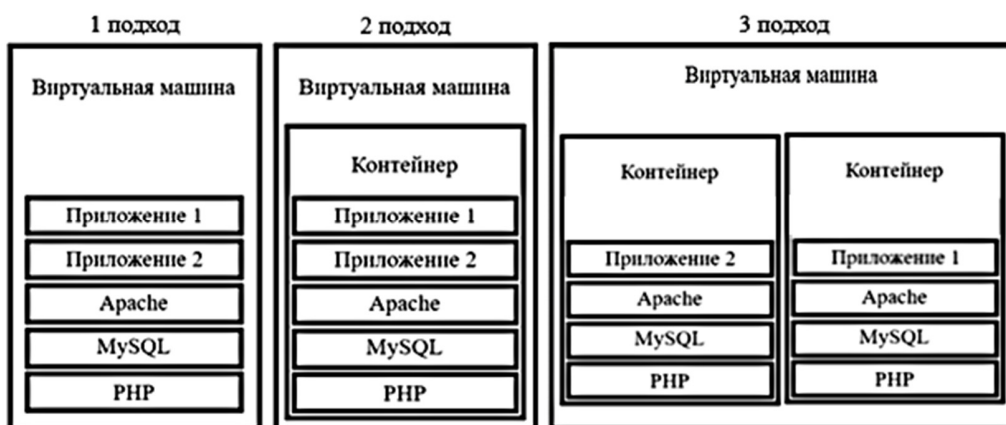 1 подход
Виртуальная машина
Приложение 1
Приложение 2
Apache
MySQL
PHP
2 подход
Виртуальная машина
Контейнер
Приложение 1
Приложение 2
Apache
MySQL
PHP
3 подход
Виртуальная машина
Контейнер
Приложение 2
Apache
MySQL
PHP
Контейнер
Приложение 1
Apache
MySQL
PHP